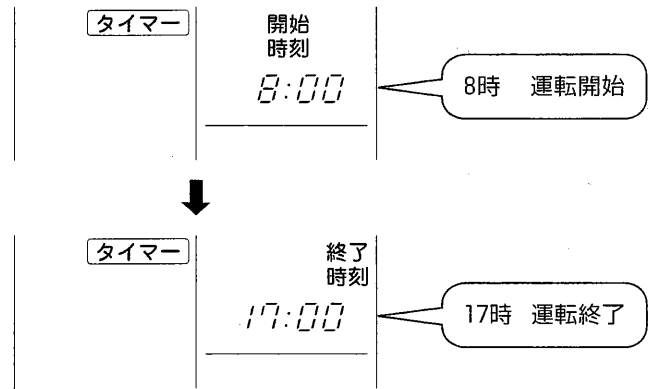 タイマー
開始
時刻
8:00
8時 運転開始
タイマー
終了
時刻
17:00
17時 運転終了